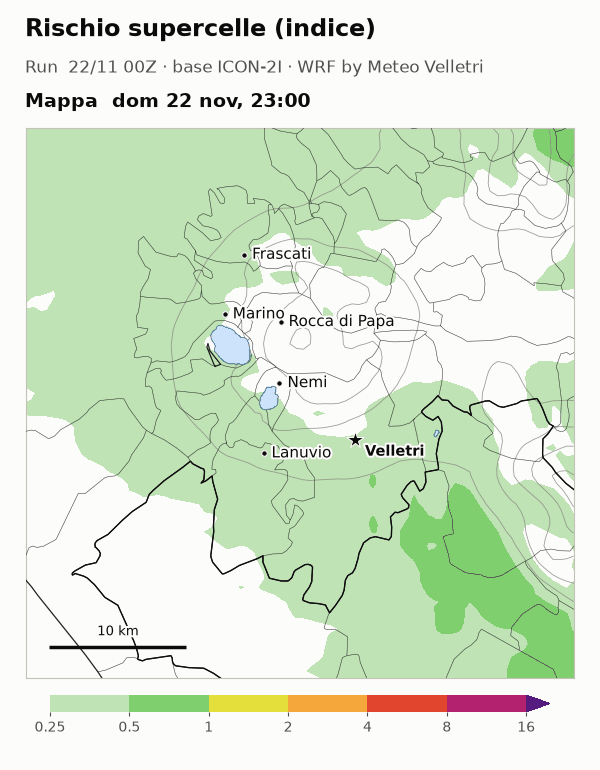 Rischio supercelle (indice)
Run  22/11 00Z · base ICON-2I · WRF by Meteo Velletri
Mappa  dom 22 nov, 23:00
Frascati
Marino
Rocca di Papa
Nemi
Velletri
Lanuvio
10 km
0.25 0.5 1 2 4 8 16